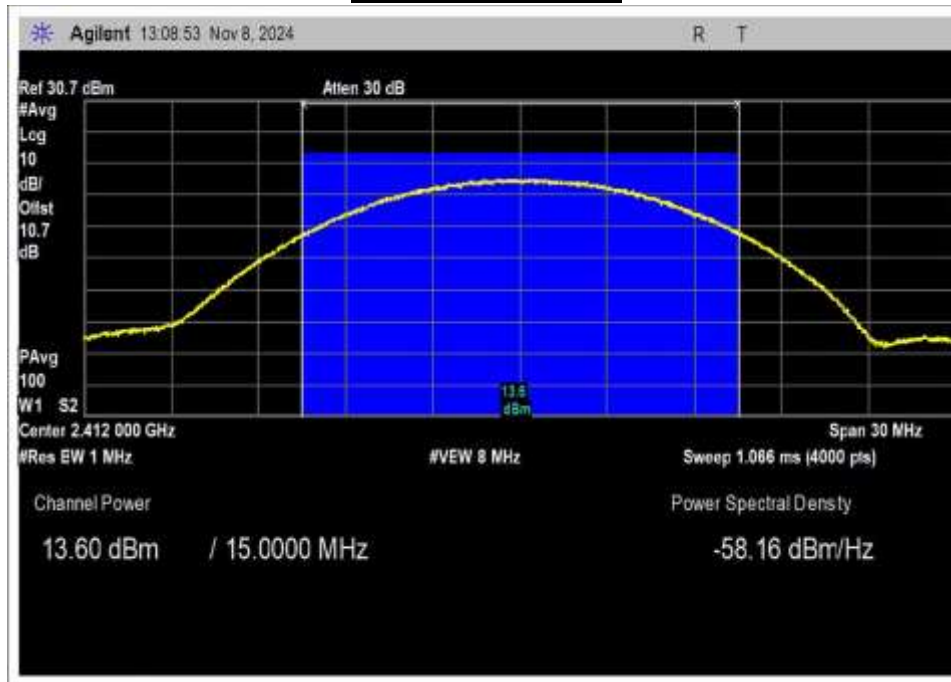 Agilent 13:08:53 Nov 8, 2024 R T
Ref 30.7 dBm Atten 30 dB
#Avg
Log
10
dB/
Offst
10.7
dB
PAvg
100
13.6
dBm
W1 S2
Center 2.412 000 GHz Span 30 MHz
#Res BW 1 MHz #VBW 8 MHz Sweep 1.066 ms (4000 pts)
Channel Power Power Spectral Density
13.60 dBm / 15.0000 MHz -58.16 dBm/Hz